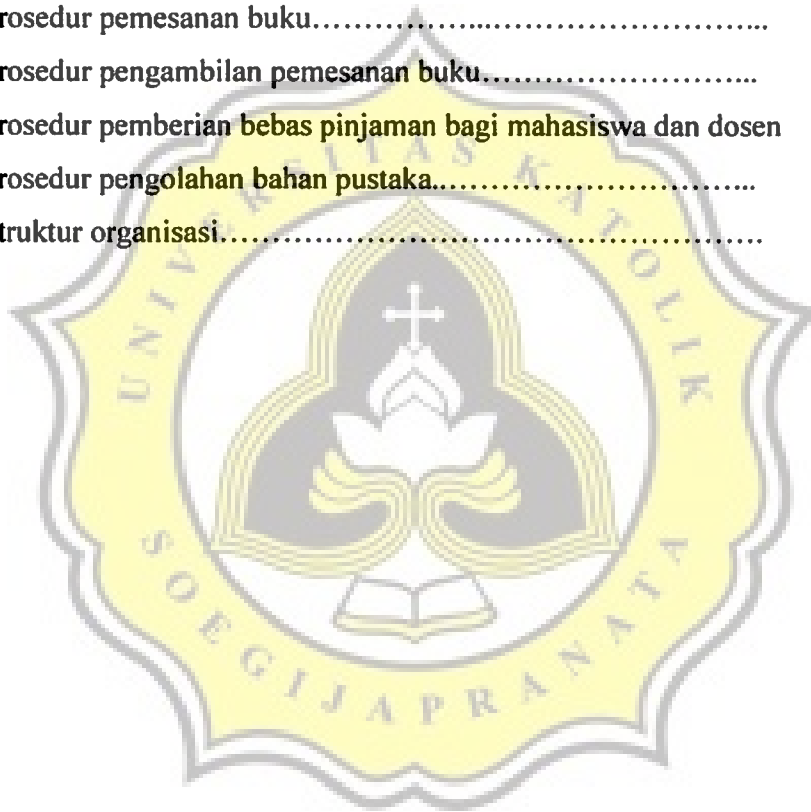 rosedur pemesanan buku……………...……………………..
rosedur pengambilan pemesanan buku……………………...
rosedur pemberian bebas pinjaman bagi mahasiswa dan dosen
rosedur pengolahan bahan pustaka..………………………...
truktur organisasi…………………………………………….
UNIVERSITAS KATOLIK
SOEGIJAPRANATA